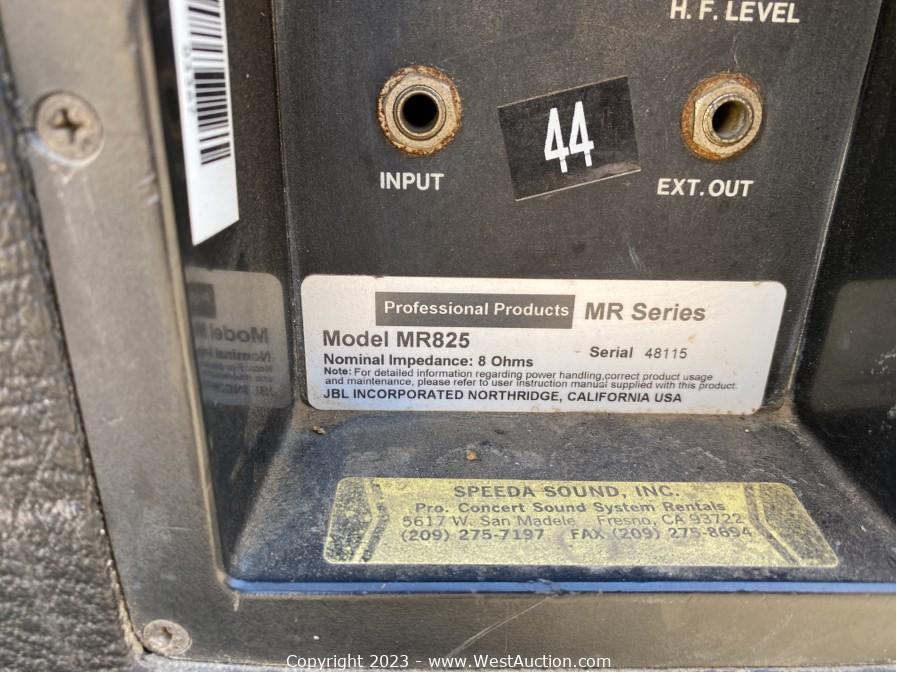 H. F. LEVEL
44
INPUT
EXT. OUT
Professional Products MR Series
Model MR825
Serial 48115
Nominal Impedance: 8 Ohms
Note: For detailed information regarding power handling,correct product usage
and maintenance, please refer to user instruction manual supplied with this product.
JBL INCORPORATED NORTHRIDGE, CALIFORNIA USA
SPEEDA SOUND, INC.
Pro. Concert Sound System Rentals
5617 W. San Madele Fresno, CA 93722
(209) 275-7197 FAX (209) 275-8694
Copyright 2023 - www.WestAuction.com